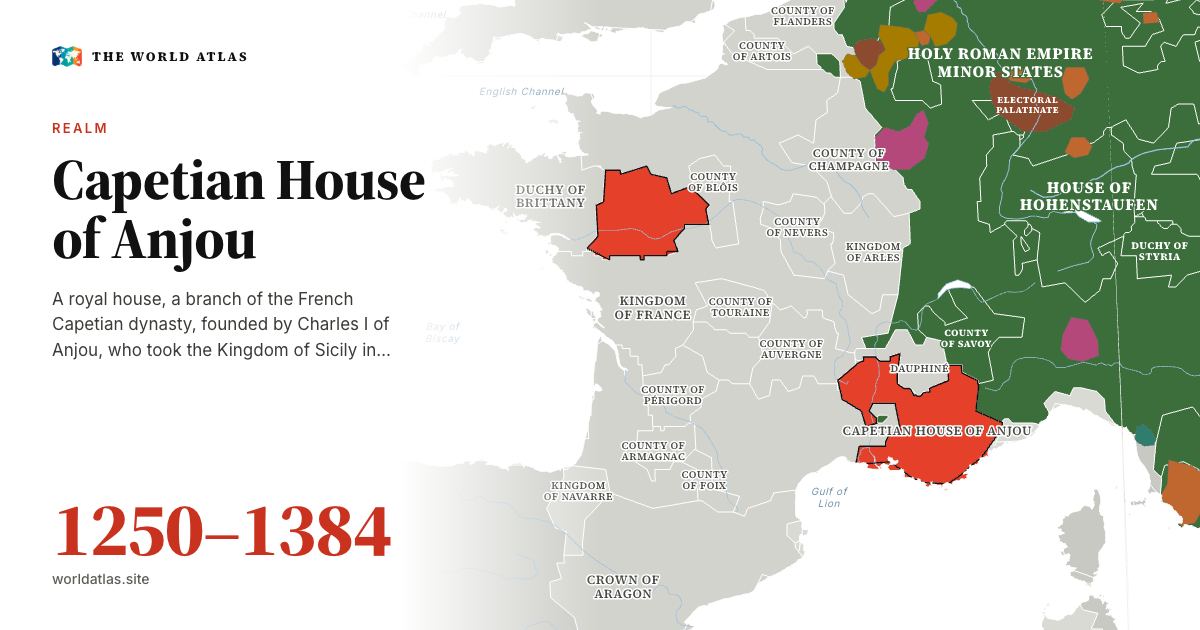 THE WORLD ATLAS
REALM
Capetian House
of Anjou
A royal house, a branch of the French
Capetian dynasty, founded by Charles I of
Anjou, who took the Kingdom of Sicily in...
1250–1384
worldatlas.site
English Channel
Bay of
Biscay
Gulf of
Lion
COUNTY OF
FLANDERS
COUNTY
OF ARTOIS
HOLY ROMAN EMPIRE
MINOR STATES
ELECTORAL
PALATINATE
COUNTY OF
CHAMPAGNE
DUCHY OF
BRITTANY
COUNTY
OF BLOIS
HOUSE OF
HOHENSTAUFEN
COUNTY
OF NEVERS
KINGDOM
OF ARLES
DUCHY OF
STYRIA
KINGDOM
OF FRANCE
COUNTY OF
TOURAINE
COUNTY OF
AUVERGNE
COUNTY
OF SAVOY
DAUPHINÉ
COUNTY OF
PÉRIGORD
CAPETIAN HOUSE OF ANJOU
COUNTY OF
ARMAGNAC
COUNTY
OF FOIX
KINGDOM
OF NAVARRE
CROWN OF
ARAGON